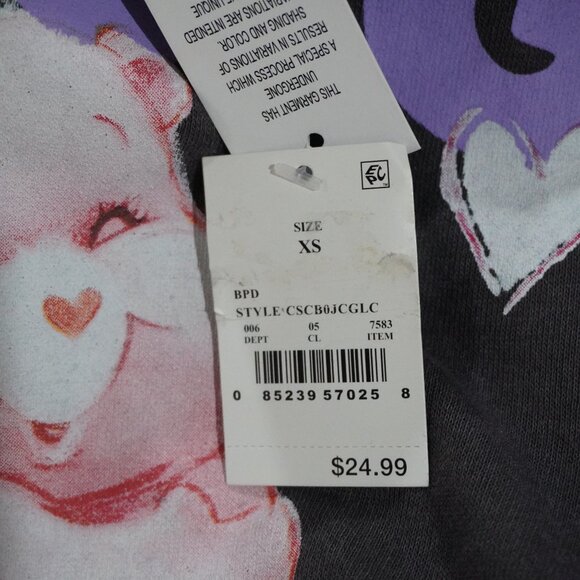 THIS GARMENT HAS
UNDERGONE
A SPECIAL PROCESS WHICH
RESULTS IN VARIATIONS OF
SHADING AND COLOR.
VARIATIONS ARE INTENDED
UNIQUE
EPC
SIZE
XS
BPD
STYLE CSCB0JCGLC
006 05 7583
DEPT CL ITEM
0 85239 57025 8
$24.99